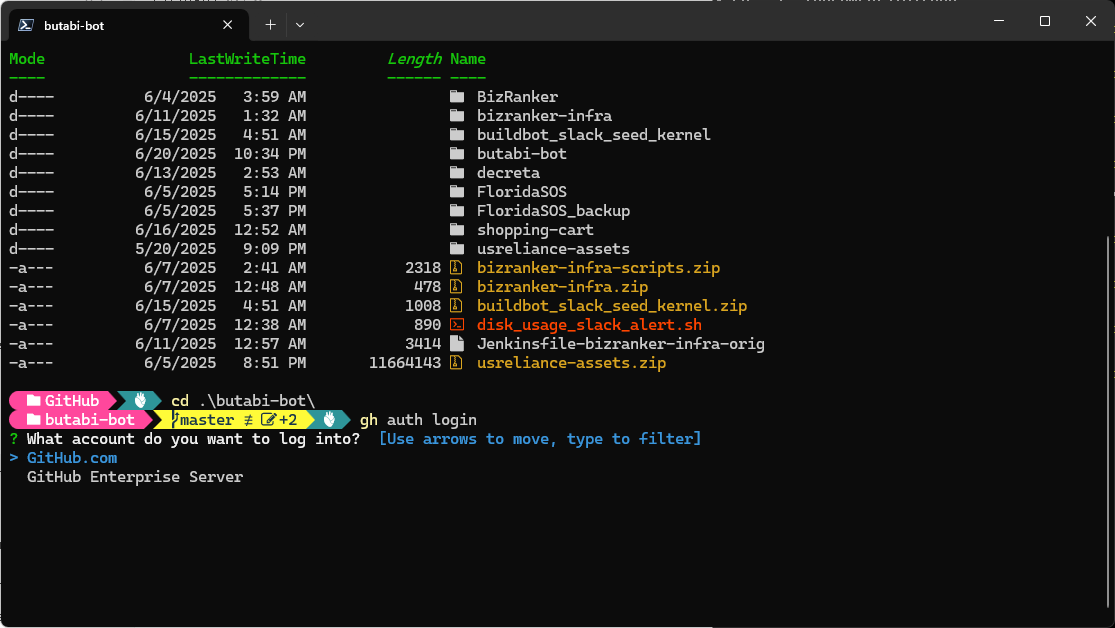 butabi-bot
Mode LastWriteTime Length Name
---- ------------- ------ ----
d---- 6/4/2025 3:59 AM BizRanker
d---- 6/11/2025 1:32 AM bizranker-infra
d---- 6/15/2025 4:51 AM buildbot_slack_seed_kernel
d---- 6/20/2025 10:34 PM butabi-bot
d---- 6/13/2025 2:53 AM decreta
d---- 6/5/2025 5:14 PM FloridaSOS
d---- 6/5/2025 5:37 PM FloridaSOS_backup
d---- 6/16/2025 12:52 AM shopping-cart
d---- 5/20/2025 9:09 PM usreliance-assets
-a--- 6/7/2025 2:41 AM 2318 bizranker-infra-scripts.zip
-a--- 6/7/2025 12:48 AM 478 bizranker-infra.zip
-a--- 6/15/2025 4:51 AM 1008 buildbot_slack_seed_kernel.zip
-a--- 6/7/2025 12:38 AM 890 disk_usage_slack_alert.sh
-a--- 6/11/2025 12:57 AM 3414 Jenkinsfile-bizranker-infra-orig
-a--- 6/5/2025 8:51 PM 11664143 usreliance-assets.zip
GitHub cd .\butabi-bot\
butabi-bot master ≢ +2 gh auth login
? What account do you want to log into? [Use arrows to move, type to filter]
> GitHub.com
GitHub Enterprise Server